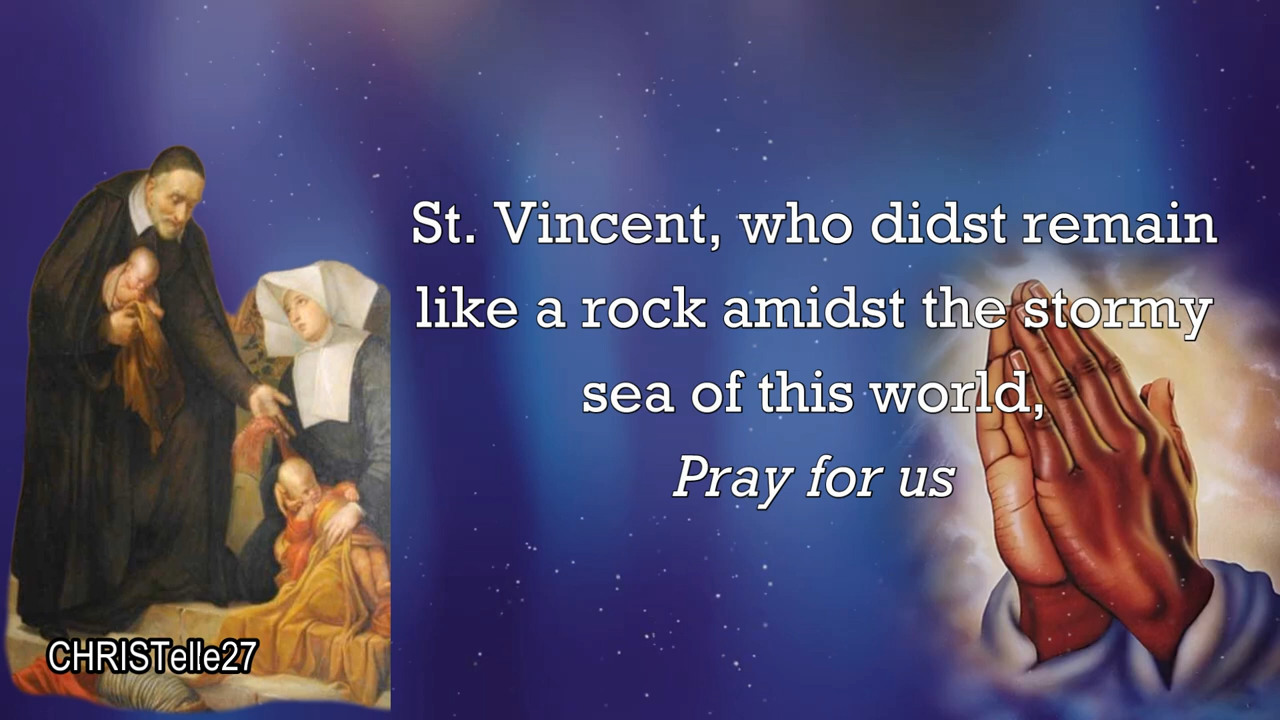 St. Vincent, who didst remain
like a rock amidst the stormy
sea of this world,
Pray for us
CHRISTelle27